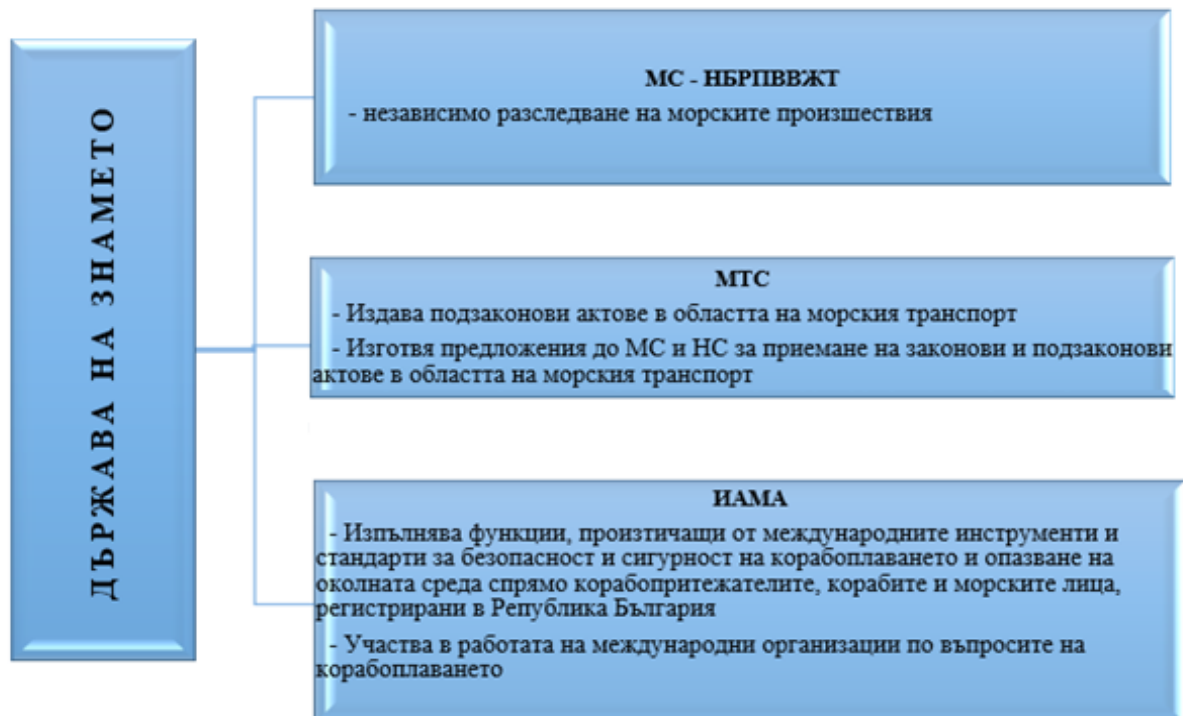 ДЪРЖАВА НА ЗНАМЕТО
МС - НБРПВВЖТ
- независимо разследване на морските произшествия
МТС
- Издава подзаконови актове в областта на морския транспорт
- Изготвя предложения до МС и НС за приемане на законови и подзаконови
актове в областта на морския транспорт
ИАМА
- Изпълнява функции, произтичащи от международните инструменти и
стандарти за безопасност и сигурност на корабоплаването и опазване на
околната среда спрямо корабопритежателите, корабите и морските лица,
регистрирани в Република България
- Участва в работата на международни организации по въпросите на
корабоплаването